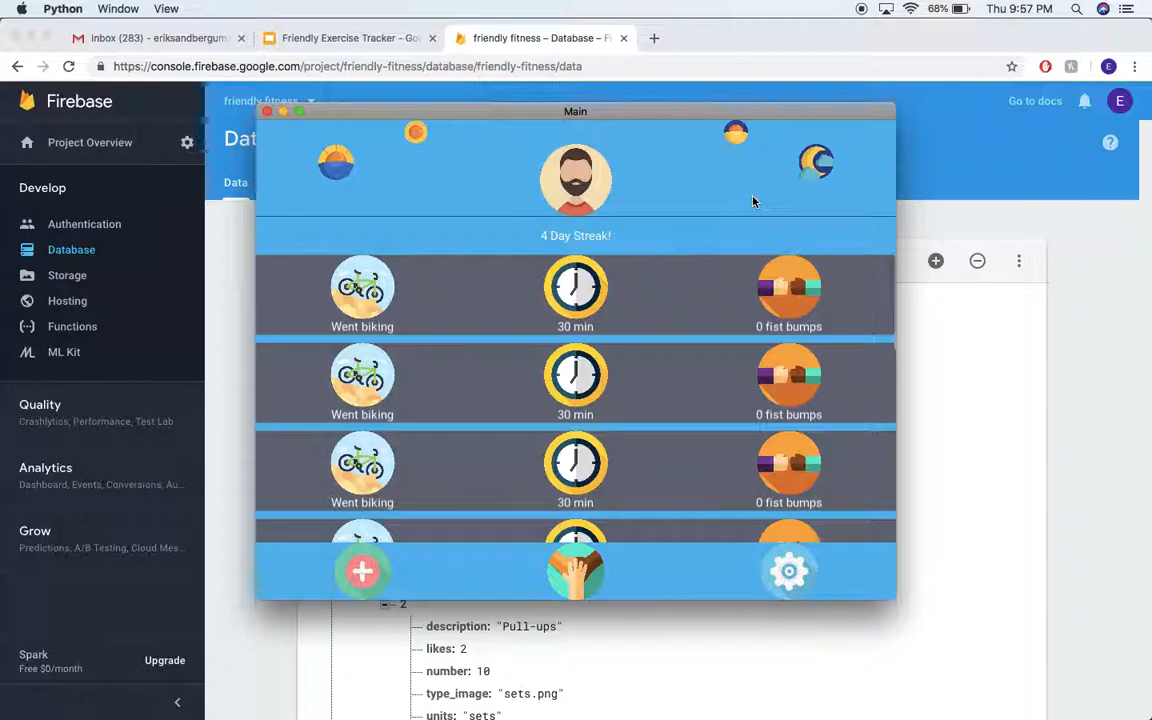 Python Window View 68% Thu 9:57 PM
Inbox (283) - eriksandbergum
Friendly Exercise Tracker - Go
friendly fitness – Database – Fi
https://console.firebase.google.com/project/friendly-fitness/database/friendly-fitness/data
E
Firebase
friendly fitness
Go to docs
E
Main
Project Overview
Data
Develop
Data
Authentication
Database
Storage
Hosting
Functions
ML Kit
4 Day Streak!
Went biking 30 min 0 fist bumps
Went biking 30 min 0 fist bumps
Went biking 30 min 0 fist bumps
Quality
Crashlytics, Performance, Test Lab
Analytics
Dashboard, Events, Conversions, Au...
Grow
Predictions, A/B Testing, Cloud Mes...
2
description: "Pull-ups"
likes: 2
number: 10
type_image: "sets.png"
units: "sets"
Spark
Free $0/month
Upgrade